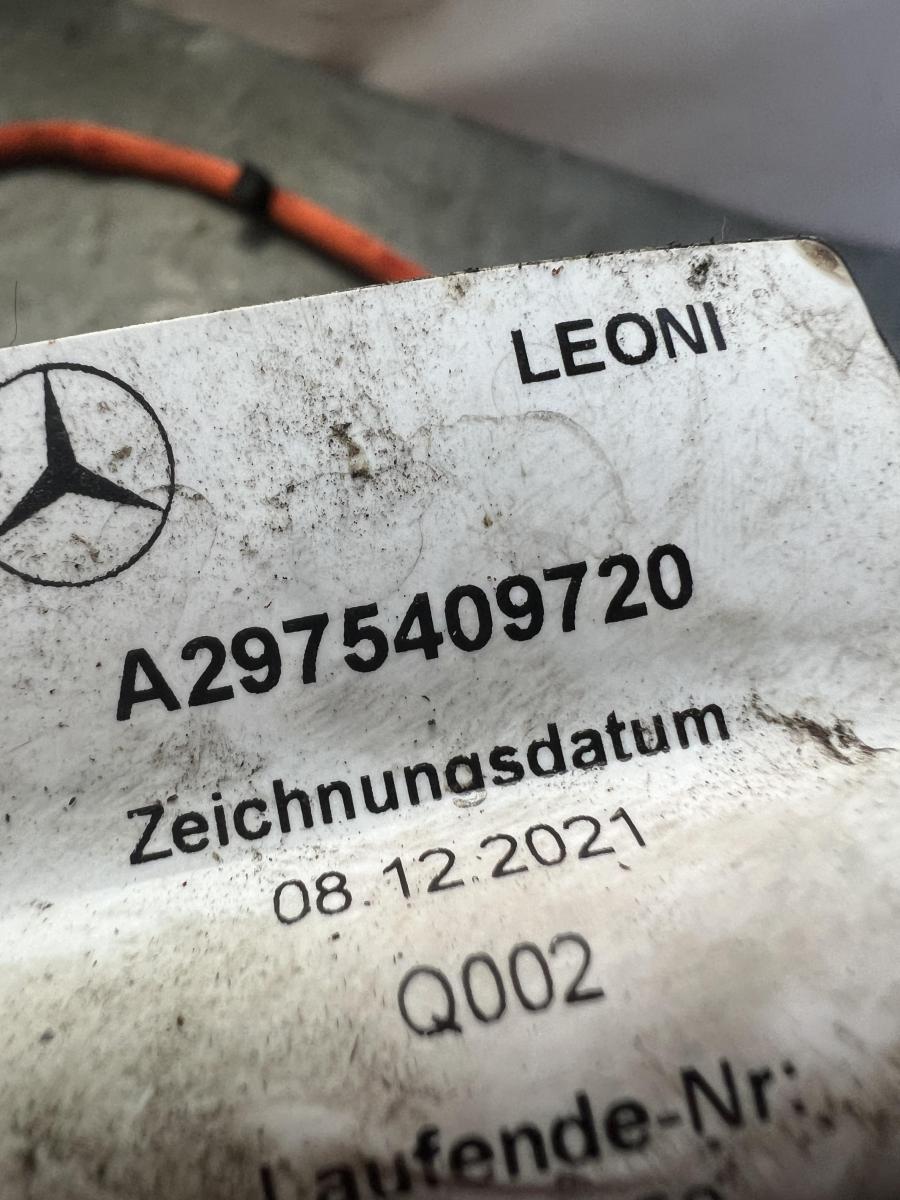 LEONI
A2975409720
Zeichnungsdatum
08.12.2021
Q002
Laufende-Nr: